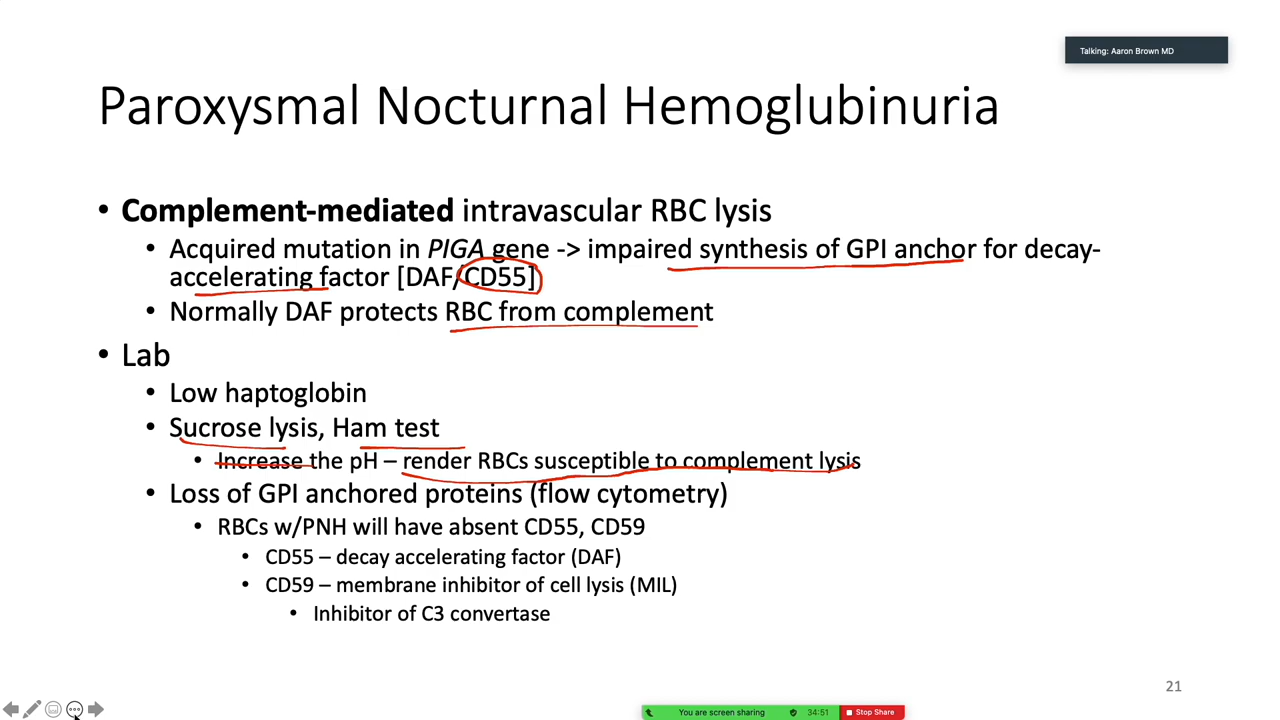 Talking: Aaron Brown MD
Paroxysmal Nocturnal Hemoglubinuria
• Complement-mediated intravascular RBC lysis
• Acquired mutation in PIGA gene -> impaired synthesis of GPI anchor for decay-
accelerating factor [DAF/CD55]
• Normally DAF protects RBC from complement
• Lab
• Low haptoglobin
• Sucrose lysis, Ham test
• Increase the pH – render RBCs susceptible to complement lysis
• Loss of GPI anchored proteins (flow cytometry)
• RBCs w/PNH will have absent CD55, CD59
• CD55 – decay accelerating factor (DAF)
• CD59 – membrane inhibitor of cell lysis (MIL)
• Inhibitor of C3 convertase
21
You are screen sharing 34:51 Stop Share